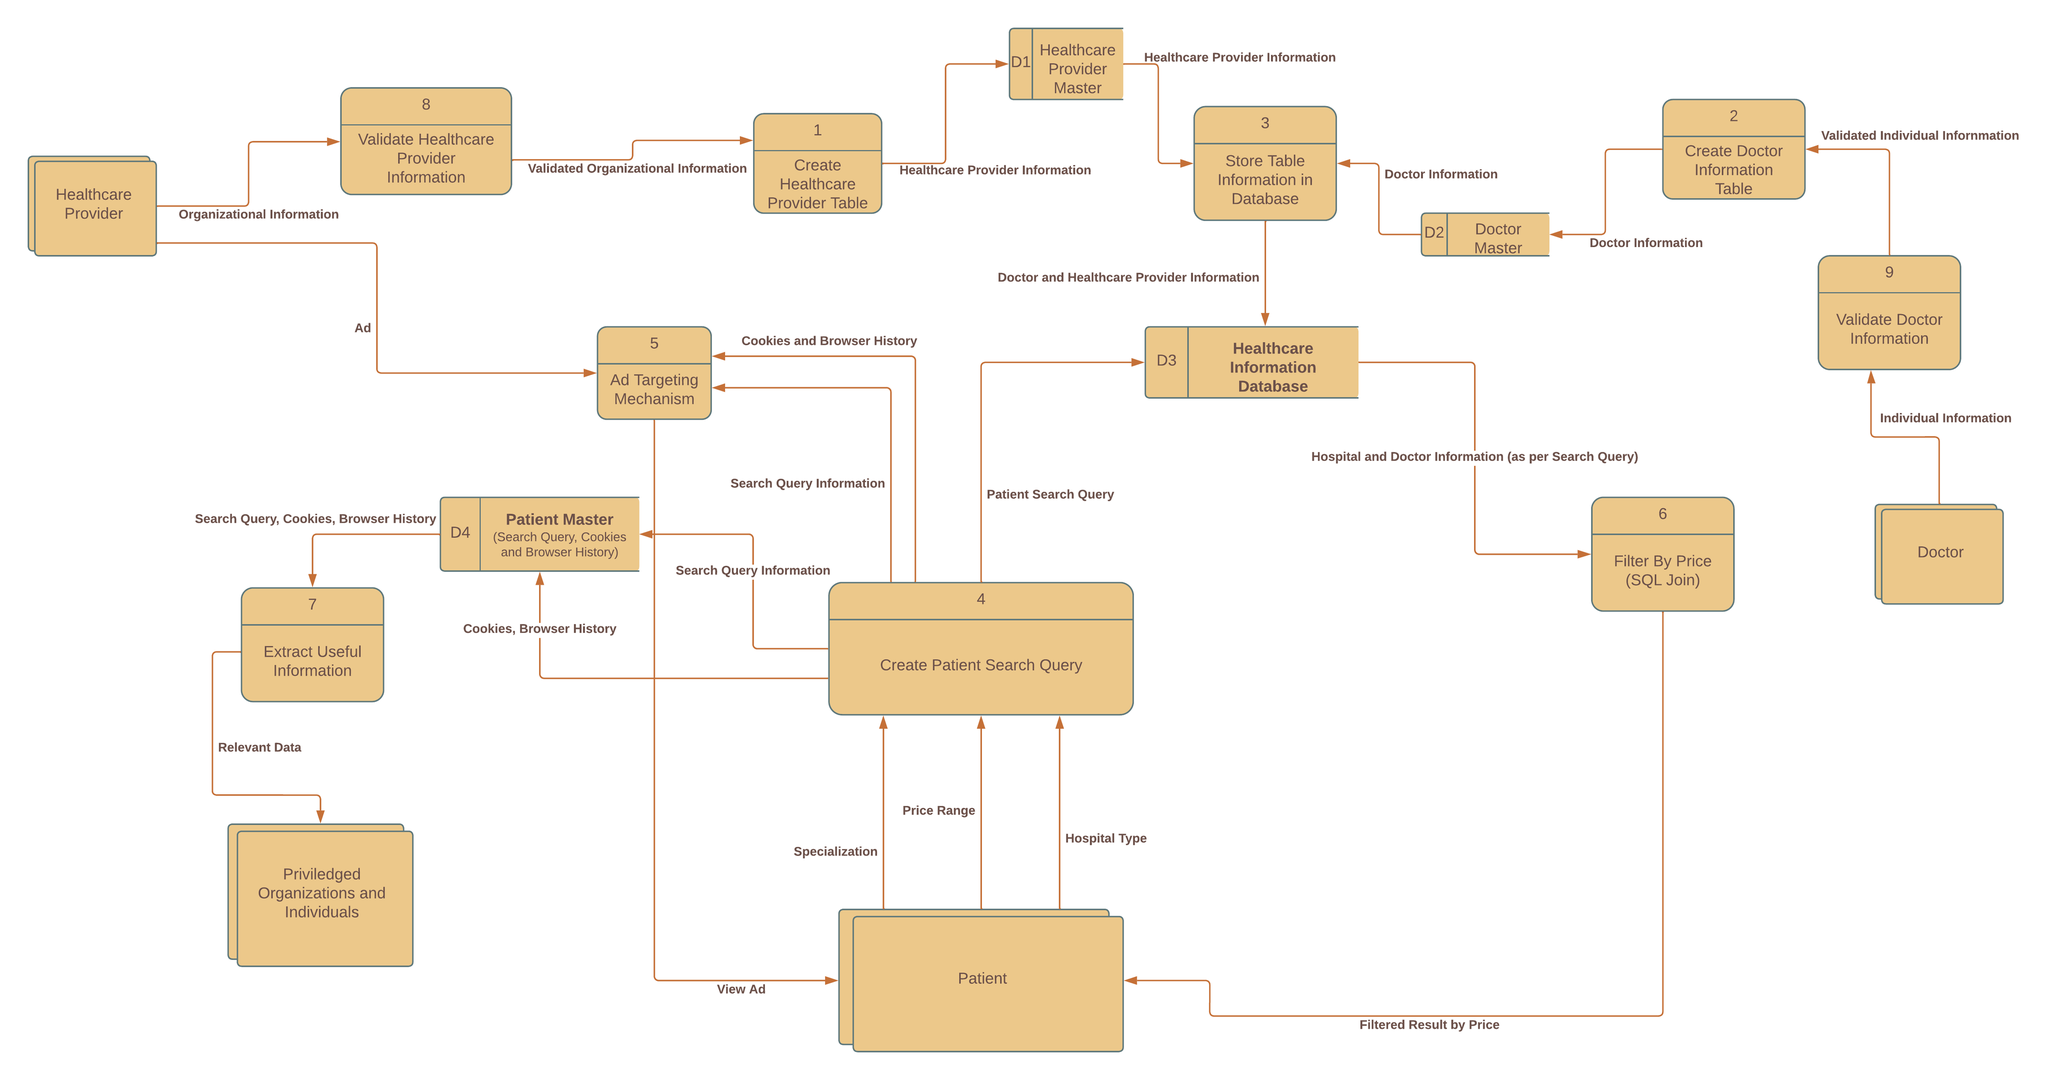 D1
Healthcare
Provider
Master
Healthcare Provider Information
8
Validate Healthcare
Provider
Information
1
Create
Healthcare
Provider Table
3
Store Table
Information in
Database
2
Create Doctor
Information
Table
Validated Individual Infornmation
Healthcare
Provider
Organizational Information
Validated Organizational Information
Healthcare Provider Information
Doctor Information
D2
Doctor
Master
Doctor Information
Doctor and Healthcare Provider Information
9
Validate Doctor
Information
Ad
5
Ad Targeting
Mechanism
Cookies and Browser History
D3
Healthcare
Information
Database
Individual Information
Hospital and Doctor Information (as per Search Query)
Search Query Information
Patient Search Query
Search Query, Cookies, Browser History
D4
Patient Master
(Search Query, Cookies
and Browser History)
6
Filter By Price
(SQL Join)
Doctor
Search Query Information
7
Extract Useful
Information
Cookies, Browser History
4
Create Patient Search Query
Relevant Data
Price Range
Specialization
Hospital Type
Priviledged
Organizations and
Individuals
Patient
View Ad
Filtered Result by Price